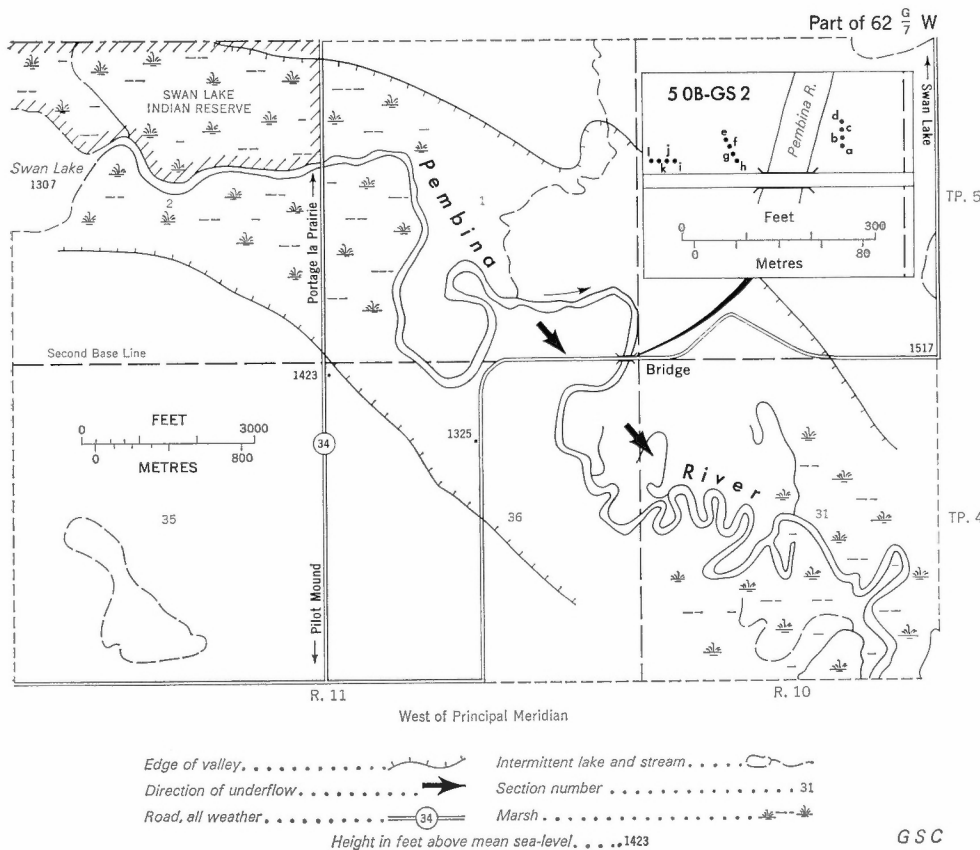 Part of 62 G/7 W
SWAN LAKE
INDIAN RESERVE
Swan Lake
1307
2
1
Portage la Prairie
Pembina
Swan Lake
5 0B-GS 2
Pembina R.
d
c
b
a
e
f
g
h
l
j
k
i
Feet
0
300
0
80
Metres
TP. 5
Second Base Line
1423
Bridge
1517
FEET
0
3000
0
800
METRES
34
1325
River
35
36
31
TP. 4
Pilot Mound
R. 11
R. 10
West of Principal Meridian
Edge of valley
Intermittent lake and stream
Direction of underflow
Section number 31
Road, all weather 34
Marsh
Height in feet above mean sea-level 1423
GSC